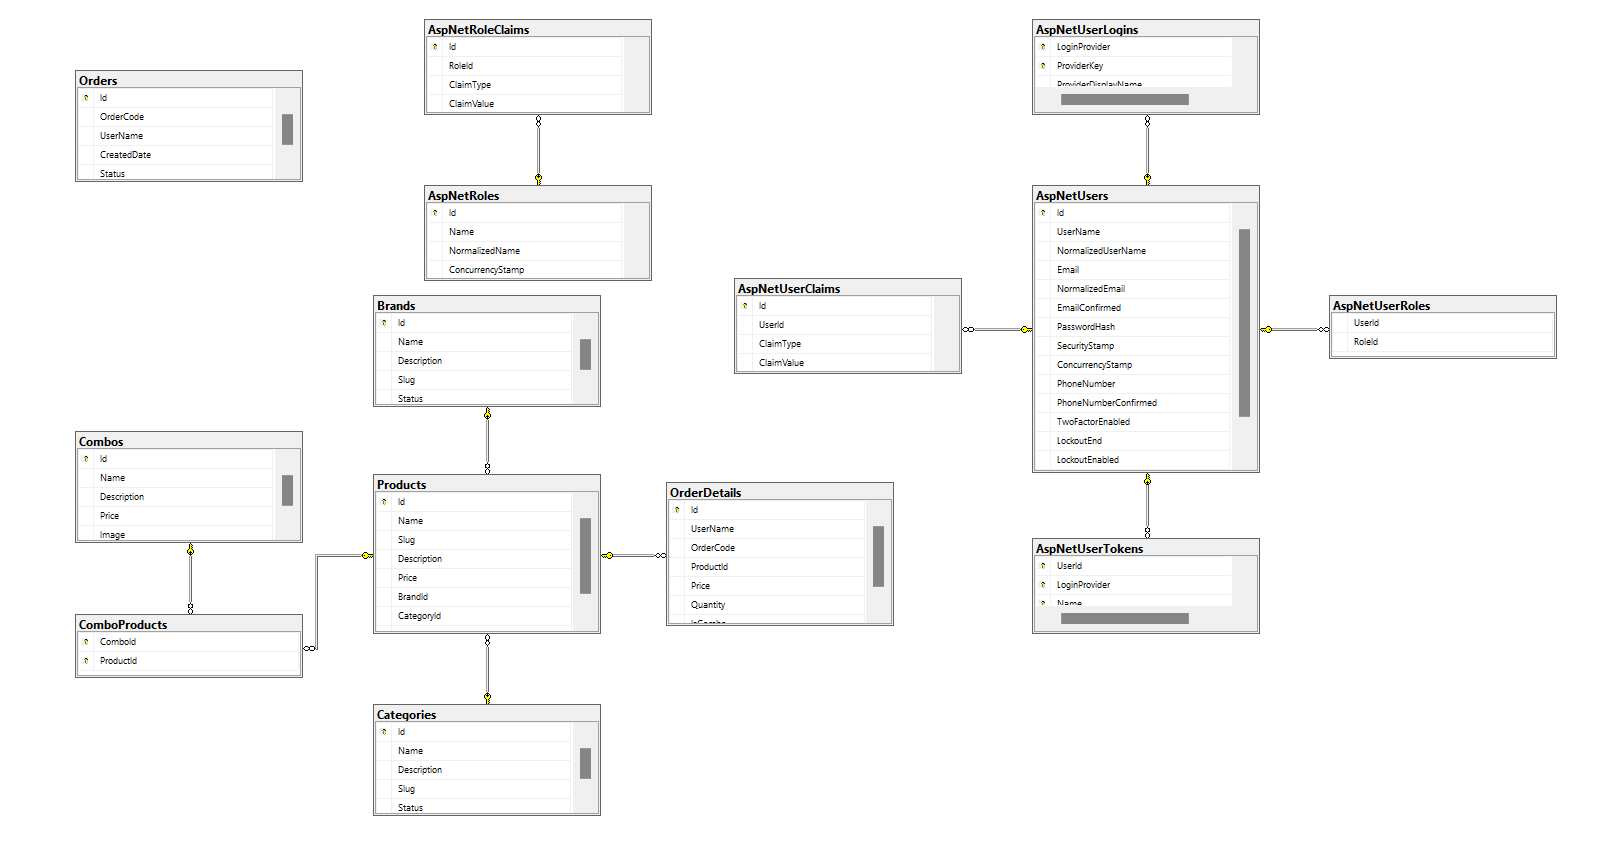 Orders
Id
OrderCode
UserName
CreatedDate
Status
AspNetRoleClaims
Id
RoleId
ClaimType
ClaimValue
AspNetUserLogins
LoginProvider
ProviderKey
ProviderDisplayName
AspNetRoles
Id
Name
NormalizedName
ConcurrencyStamp
AspNetUsers
Id
UserName
NormalizedUserName
Email
NormalizedEmail
EmailConfirmed
PasswordHash
SecurityStamp
ConcurrencyStamp
PhoneNumber
PhoneNumberConfirmed
TwoFactorEnabled
LockoutEnd
LockoutEnabled
AspNetUserClaims
Id
UserId
ClaimType
ClaimValue
AspNetUserRoles
UserId
RoleId
Brands
Id
Name
Description
Slug
Status
Combos
Id
Name
Description
Price
Image
Products
Id
Name
Slug
Description
Price
BrandId
CategoryId
OrderDetails
Id
UserName
OrderCode
ProductId
Price
Quantity
IsCombo
AspNetUserTokens
UserId
LoginProvider
Name
ComboProducts
ComboId
ProductId
Categories
Id
Name
Description
Slug
Status